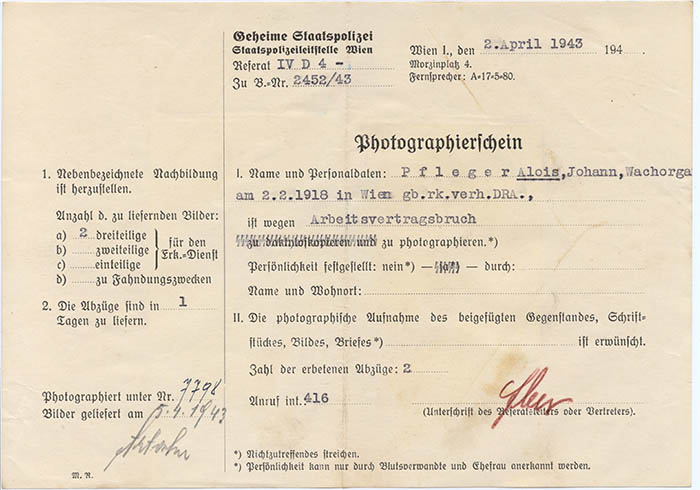 Geheime Staatspolizei
Staatspolizeileitstelle Wien
Referat IV D 4 -
Zu B.-Nr. 2452/43
Wien I., den 2.April 1943 194
Morzinplatz 4.
Fernsprecher: A-17-5-80.
Photographierschein
1. Nebenbezeichnete Nachbildung
ist herzustellen.
Anzahl d. zu liefernden Bilder:
a) 2 dreiteilige
b) zweiteilige
c) einteilige
für den
Erk.-Dienst
d) zu Fahndungszwecken
2. Die Abzüge sind in 1
Tagen zu liefern.
Photographiert unter Nr. 7798
Bilder geliefert am 5.4.1943
M. R.
I. Name und Personaldaten: Pfleger Alois, Johann, Wachorga
am 2.2.1918 in Wien gb.rk.verh.DRA.,
ist wegen Arbeitsvertragsbruch
zu daktyloskopieren und zu photographieren.*)
Persönlichkeit festgestellt: nein*) — (ja*) — durch:
Name und Wohnort:
II. Die photographische Aufnahme des beigefügten Gegenstandes, Schrift-
stückes, Bildes, Briefes*) ist erwünscht.
Zahl der erbetenen Abzüge: 2
Anruf int. 416
(Unterschrift des Referatsleiters oder Vertreters).
*) Nichtzutreffendes streichen.
*) Persönlichkeit kann nur durch Blutsverwandte und Ehefrau anerkannt werden.